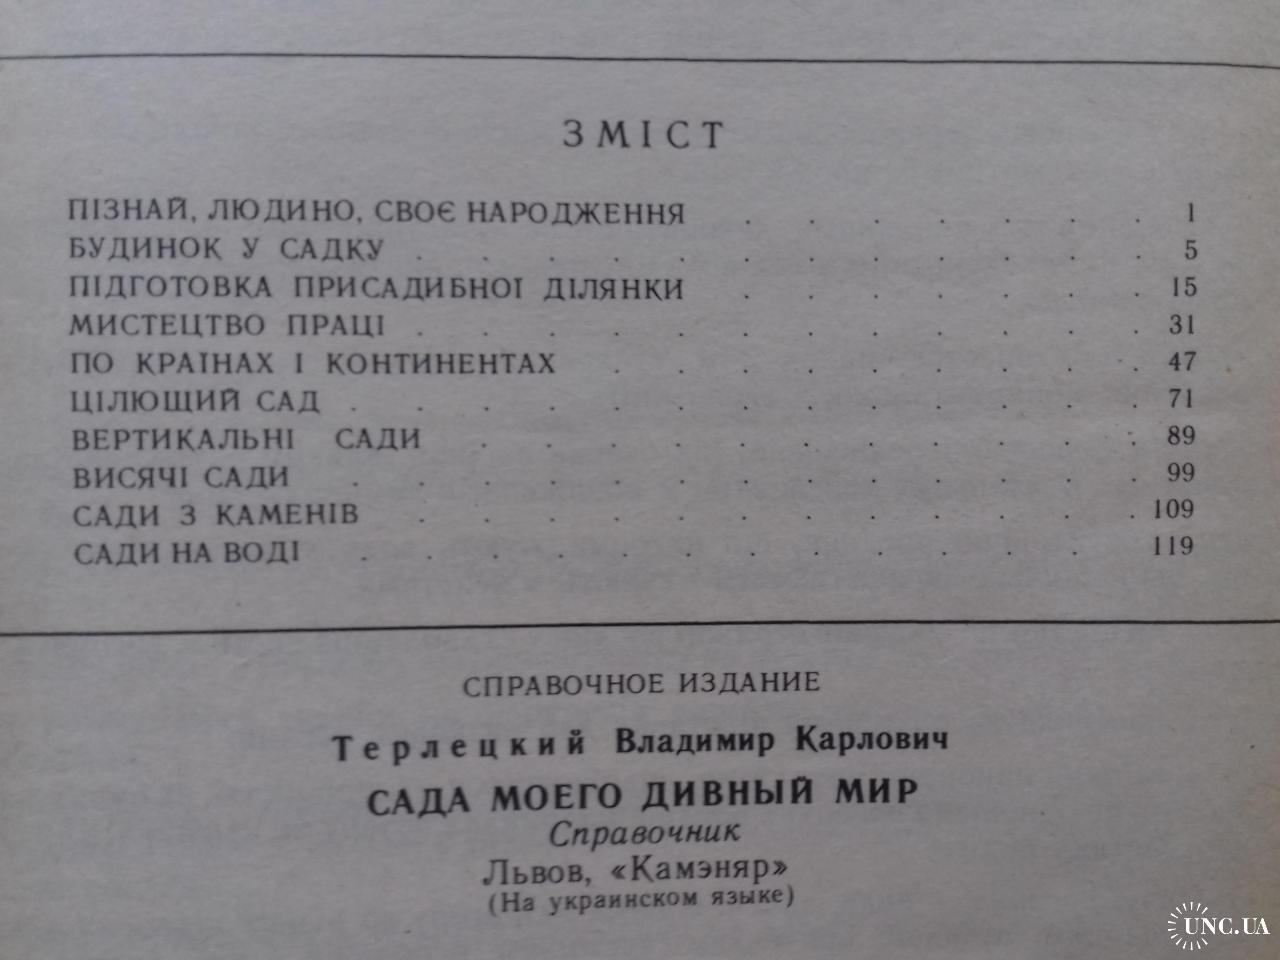 ЗМІСТ
ПІЗНАЙ, ЛЮДИНО, СВОЄ НАРОДЖЕННЯ . . . . . . . 1
БУДИНОК У САДКУ . . . . . . . . . . . . 5
ПІДГОТОВКА ПРИСАДИБНОЇ ДІЛЯНКИ . . . . . . . 15
МИСТЕЦТВО ПРАЦІ . . . . . . . . . . . . 31
ПО КРАЇНАХ І КОНТИНЕНТАХ . . . . . . . . . 47
ЦІЛЮЩИЙ САД . . . . . . . . . . . . . 71
ВЕРТИКАЛЬНІ САДИ . . . . . . . . . . . 89
ВИСЯЧІ САДИ . . . . . . . . . . . . . 99
САДИ З КАМЕНІВ . . . . . . . . . . . . 109
САДИ НА ВОДІ . . . . . . . . . . . . . 119
СПРАВОЧНОЕ ИЗДАНИЕ
Терлецкий Владимир Карлович
САДА МОЕГО ДИВНЫЙ МИР
Справочник
Львов, «Камэняр»
(На украинском языке)
UNC.UA